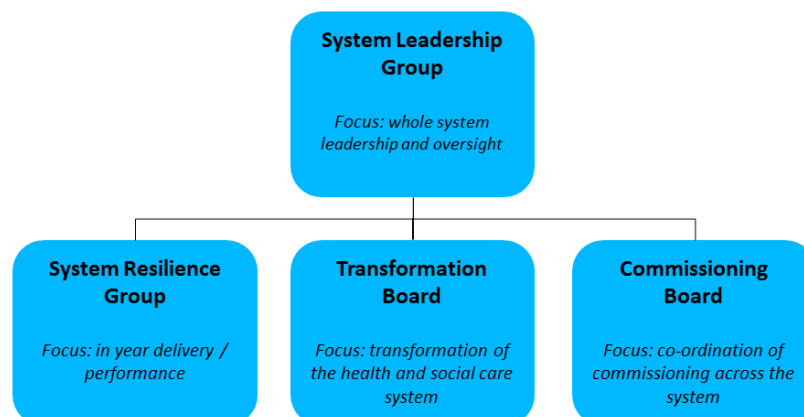 System Leadership
Group
Focus: whole system
leadership and oversight
System Resilience
Group
Focus: in year delivery /
performance
Transformation
Board
Focus: transformation of
the health and social care
system
Commissioning
Board
Focus: co-ordination of
commissioning across the
system